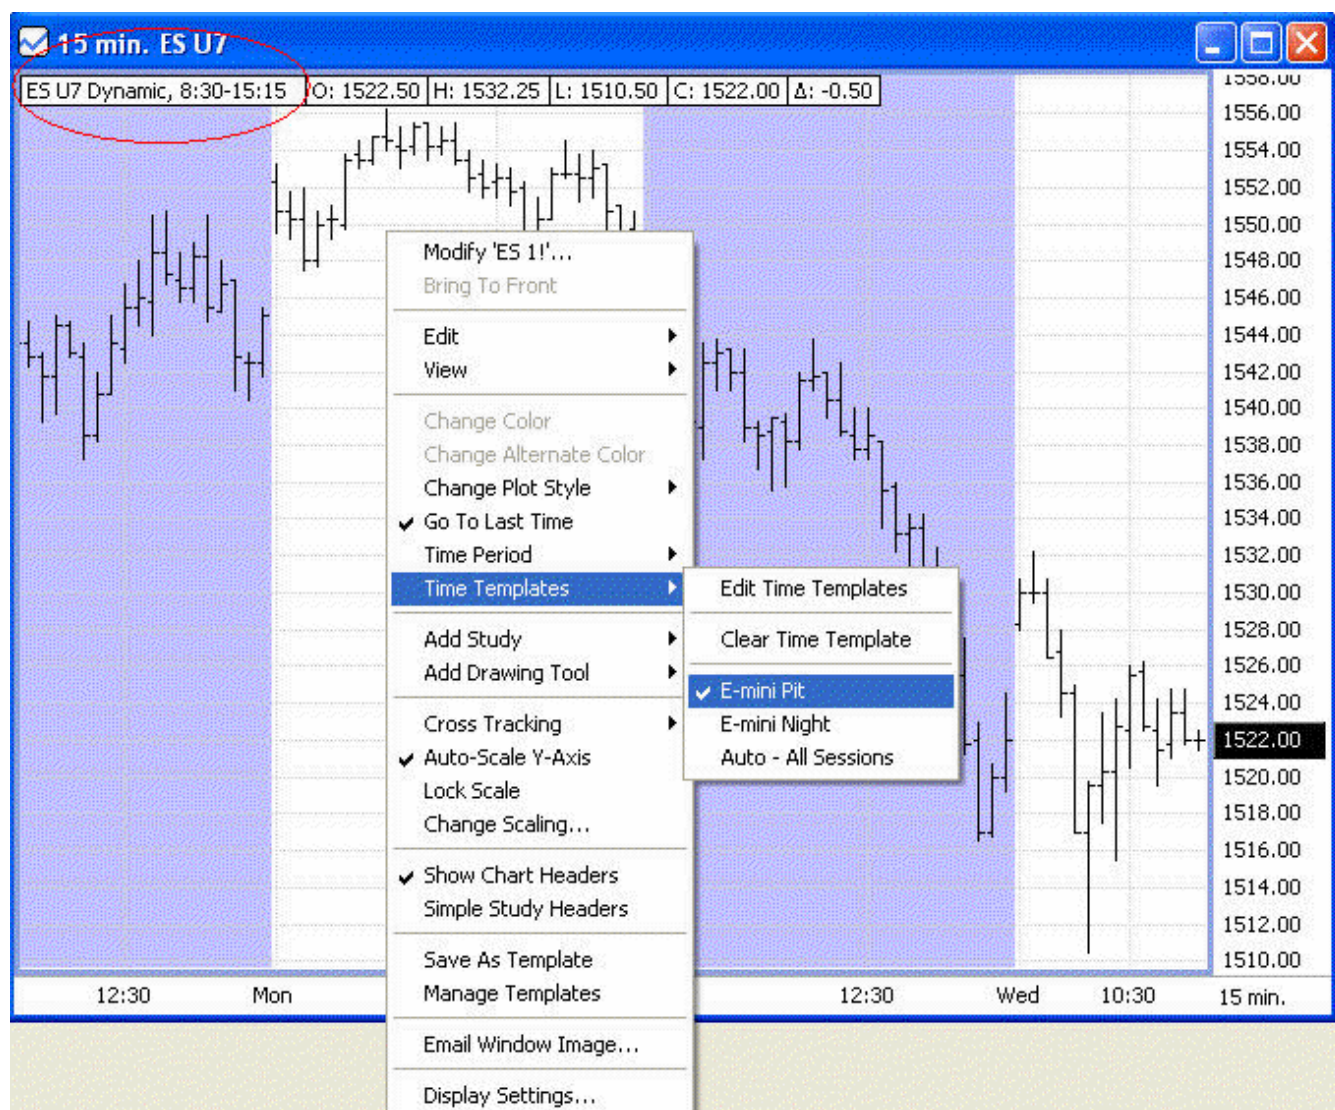 15 min. ES U7
ES U7 Dynamic, 8:30-15:15 O: 1522.50 H: 1532.25 L: 1510.50 C: 1522.00 Δ: -0.50
1558.00
1556.00
1554.00
1552.00
1550.00
1548.00
1546.00
1544.00
1542.00
1540.00
1538.00
1536.00
1534.00
1532.00
1530.00
1528.00
1526.00
1524.00
1522.00
1520.00
1518.00
1516.00
1514.00
1512.00
1510.00
Modify 'ES 1!'...
Bring To Front
Edit
View
Change Color
Change Alternate Color
Change Plot Style
Go To Last Time
Time Period
Time Templates
Add Study
Add Drawing Tool
Cross Tracking
Auto-Scale Y-Axis
Lock Scale
Change Scaling...
Show Chart Headers
Simple Study Headers
Save As Template
Manage Templates
Email Window Image...
Display Settings...
Edit Time Templates
Clear Time Template
E-mini Pit
E-mini Night
Auto - All Sessions
12:30 Mon 12:30 Wed 10:30 15 min.